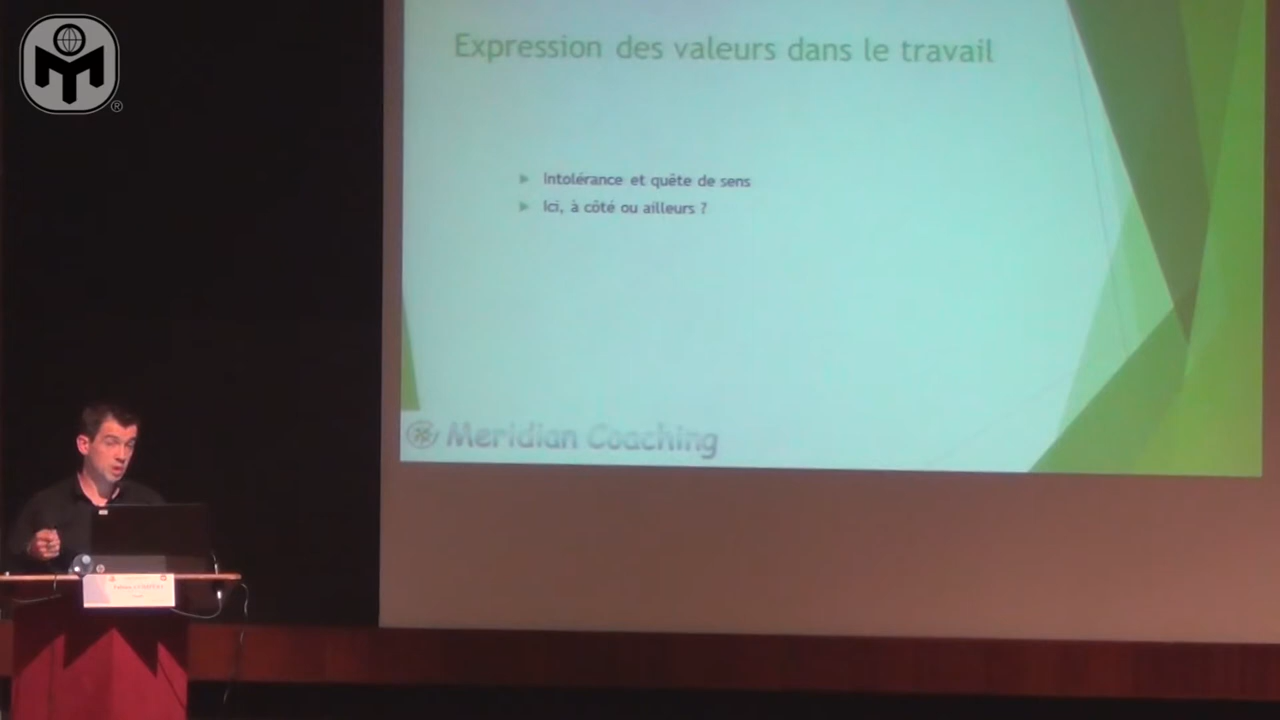 Expression des valeurs dans le travail
Intolérance et quête de sens
Ici, à côté ou ailleurs ?
Meridian Coaching
®